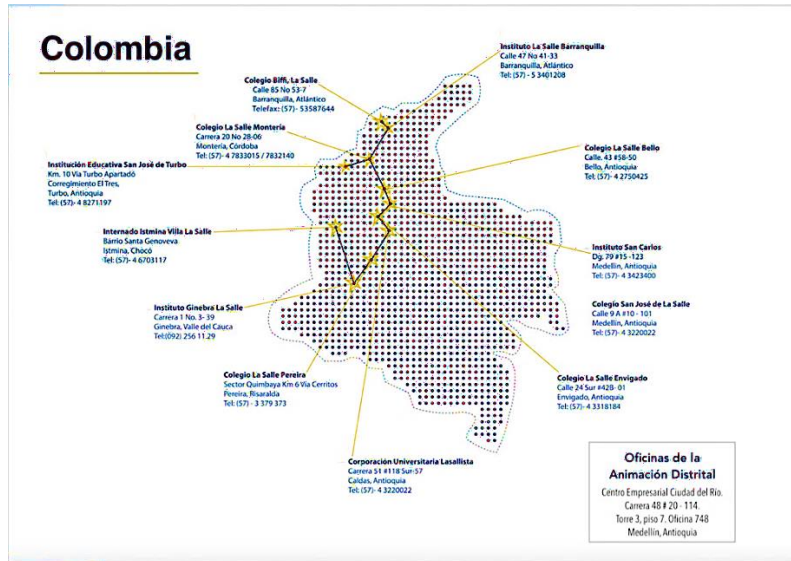 Colombia
Instituto La Salle Barranquilla
Calle 47 No 41-33
Barranquilla, Atlántico
Tel: (57) - 5 3401208
Colegio Biffi, La Salle
Calle 85 No 53-7
Barranquilla, Atlántico
Telefax: (57)- 53587644
Colegio La Salle Montería
Carrera 20 No 28-06
Montería, Córdoba
Tel: (57)- 4 7833015 / 7832140
Institución Educativa San José de Turbo
Km. 10 Vía Turbo Apartadó
Corregimiento El Tres,
Turbo, Antioquia
Tel: (57)- 4 8271197
Colegio La Salle Bello
Calle. 43 #58-50
Bello, Antioquia
Tel: (57)- 4 2750425
Internado Istmina Villa La Salle
Barrio Santa Genoveva
Istmina, Chocó
Tel: (57)- 4 6703117
Instituto San Carlos
Dg. 79 #15 -123
Medellín, Antioquia
Tel: (57)- 4 3423400
Instituto Ginebra La Salle
Carrera 1 No. 3- 39
Ginebra, Valle del Cauca
Tel:(092) 256 11 29
Colegio San José de La Salle
Calle 9 A #10 - 101
Medellín, Antioquia
Tel: (57)- 4 3220022
Colegio La Salle Pereira
Sector Quimbaya Km 6 Vía Cerritos
Pereira, Risaralda
Tel: (57) - 3 379 373
Colegio La Salle Envigado
Calle 24 Sur #42B- 01
Envigado, Antioquia
Tel: (57)- 4 3318184
Corporación Universitaria Lasallista
Carrera 51 #118 Sur-57
Caldas, Antioquia
Tel: (57)- 4 3220022
Oficinas de la
Animación Distrital
Centro Empresarial Ciudad del Río.
Carrera 48 # 20 - 114.
Torre 3, piso 7. Oficina 748
Medellín, Antioquia